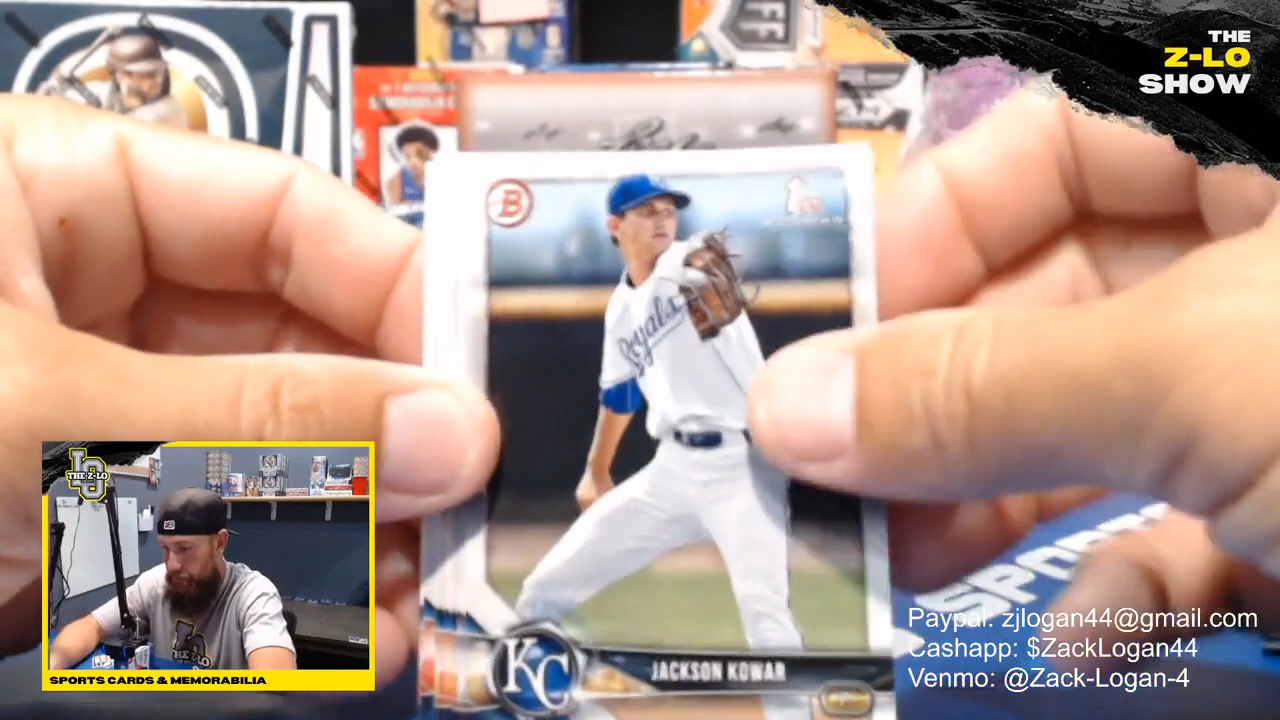 THE
Z-LO
SHOW
B
Royals
KC
JACKSON KOWAR
SPORTS
THE Z-LO
SPORTS CARDS & MEMORABILIA
Paypal: zjlogan44@gmail.com
Cashapp: $ZackLogan44
Venmo: @Zack-Logan-4